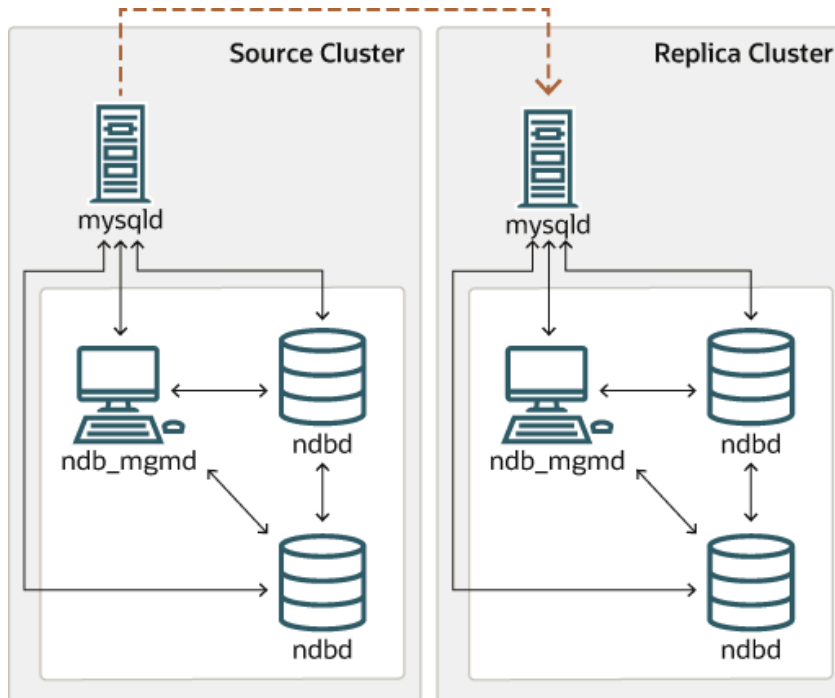 Source Cluster
mysqld
ndb_mgmd
ndbd
ndbd
Replica Cluster
mysqld
ndb_mgmd
ndbd
ndbd